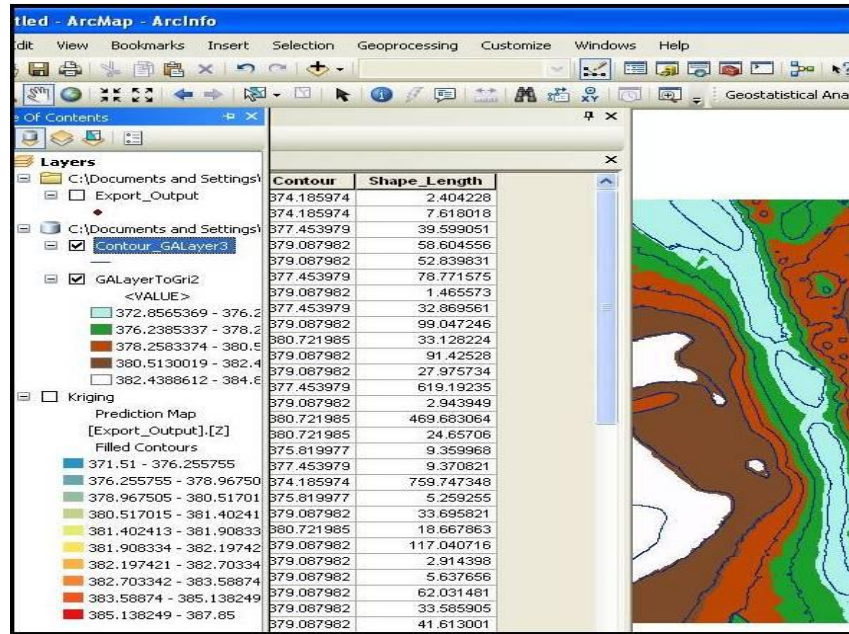 tled - ArcMap - ArcInfo
dit View Bookmarks Insert Selection Geoprocessing Customize Windows Help
Geostatistical Ana
e Of Contents
Layers
C:\Documents and Settings\
Export_Output
C:\Documents and Settings\
Contour_GALayer3
GALayerToGri2
<VALUE>
372.8565369 - 376.2
376.2385337 - 378.2
378.2583374 - 380.5
380.5130019 - 382.4
382.4388612 - 384.8
Kriging
Prediction Map
[Export_Output].[Z]
Filled Contours
371.51 - 376.255755
376.255755 - 378.96750
378.967505 - 380.51701
380.517015 - 381.40241
381.402413 - 381.90833
381.908334 - 382.19742
382.197421 - 382.70334
382.703342 - 383.58874
383.58874 - 385.138249
385.138249 - 387.85
Contour Shape_Length
374.185974 2.404228
374.185974 7.618018
377.453979 39.599051
379.087982 58.604556
379.087982 52.839831
377.453979 78.771575
379.087982 1.465573
377.453979 32.869561
379.087982 99.047246
380.721985 33.128224
379.087982 91.42528
379.087982 27.975734
377.453979 619.19235
379.087982 2.943949
380.721985 469.683064
380.721985 24.65706
375.819977 9.359968
377.453979 9.370821
374.185974 759.747348
375.819977 5.259255
379.087982 33.695821
380.721985 18.667863
379.087982 117.040716
379.087982 2.914398
379.087982 5.637656
379.087982 62.031481
379.087982 33.585905
379.087982 41.613001